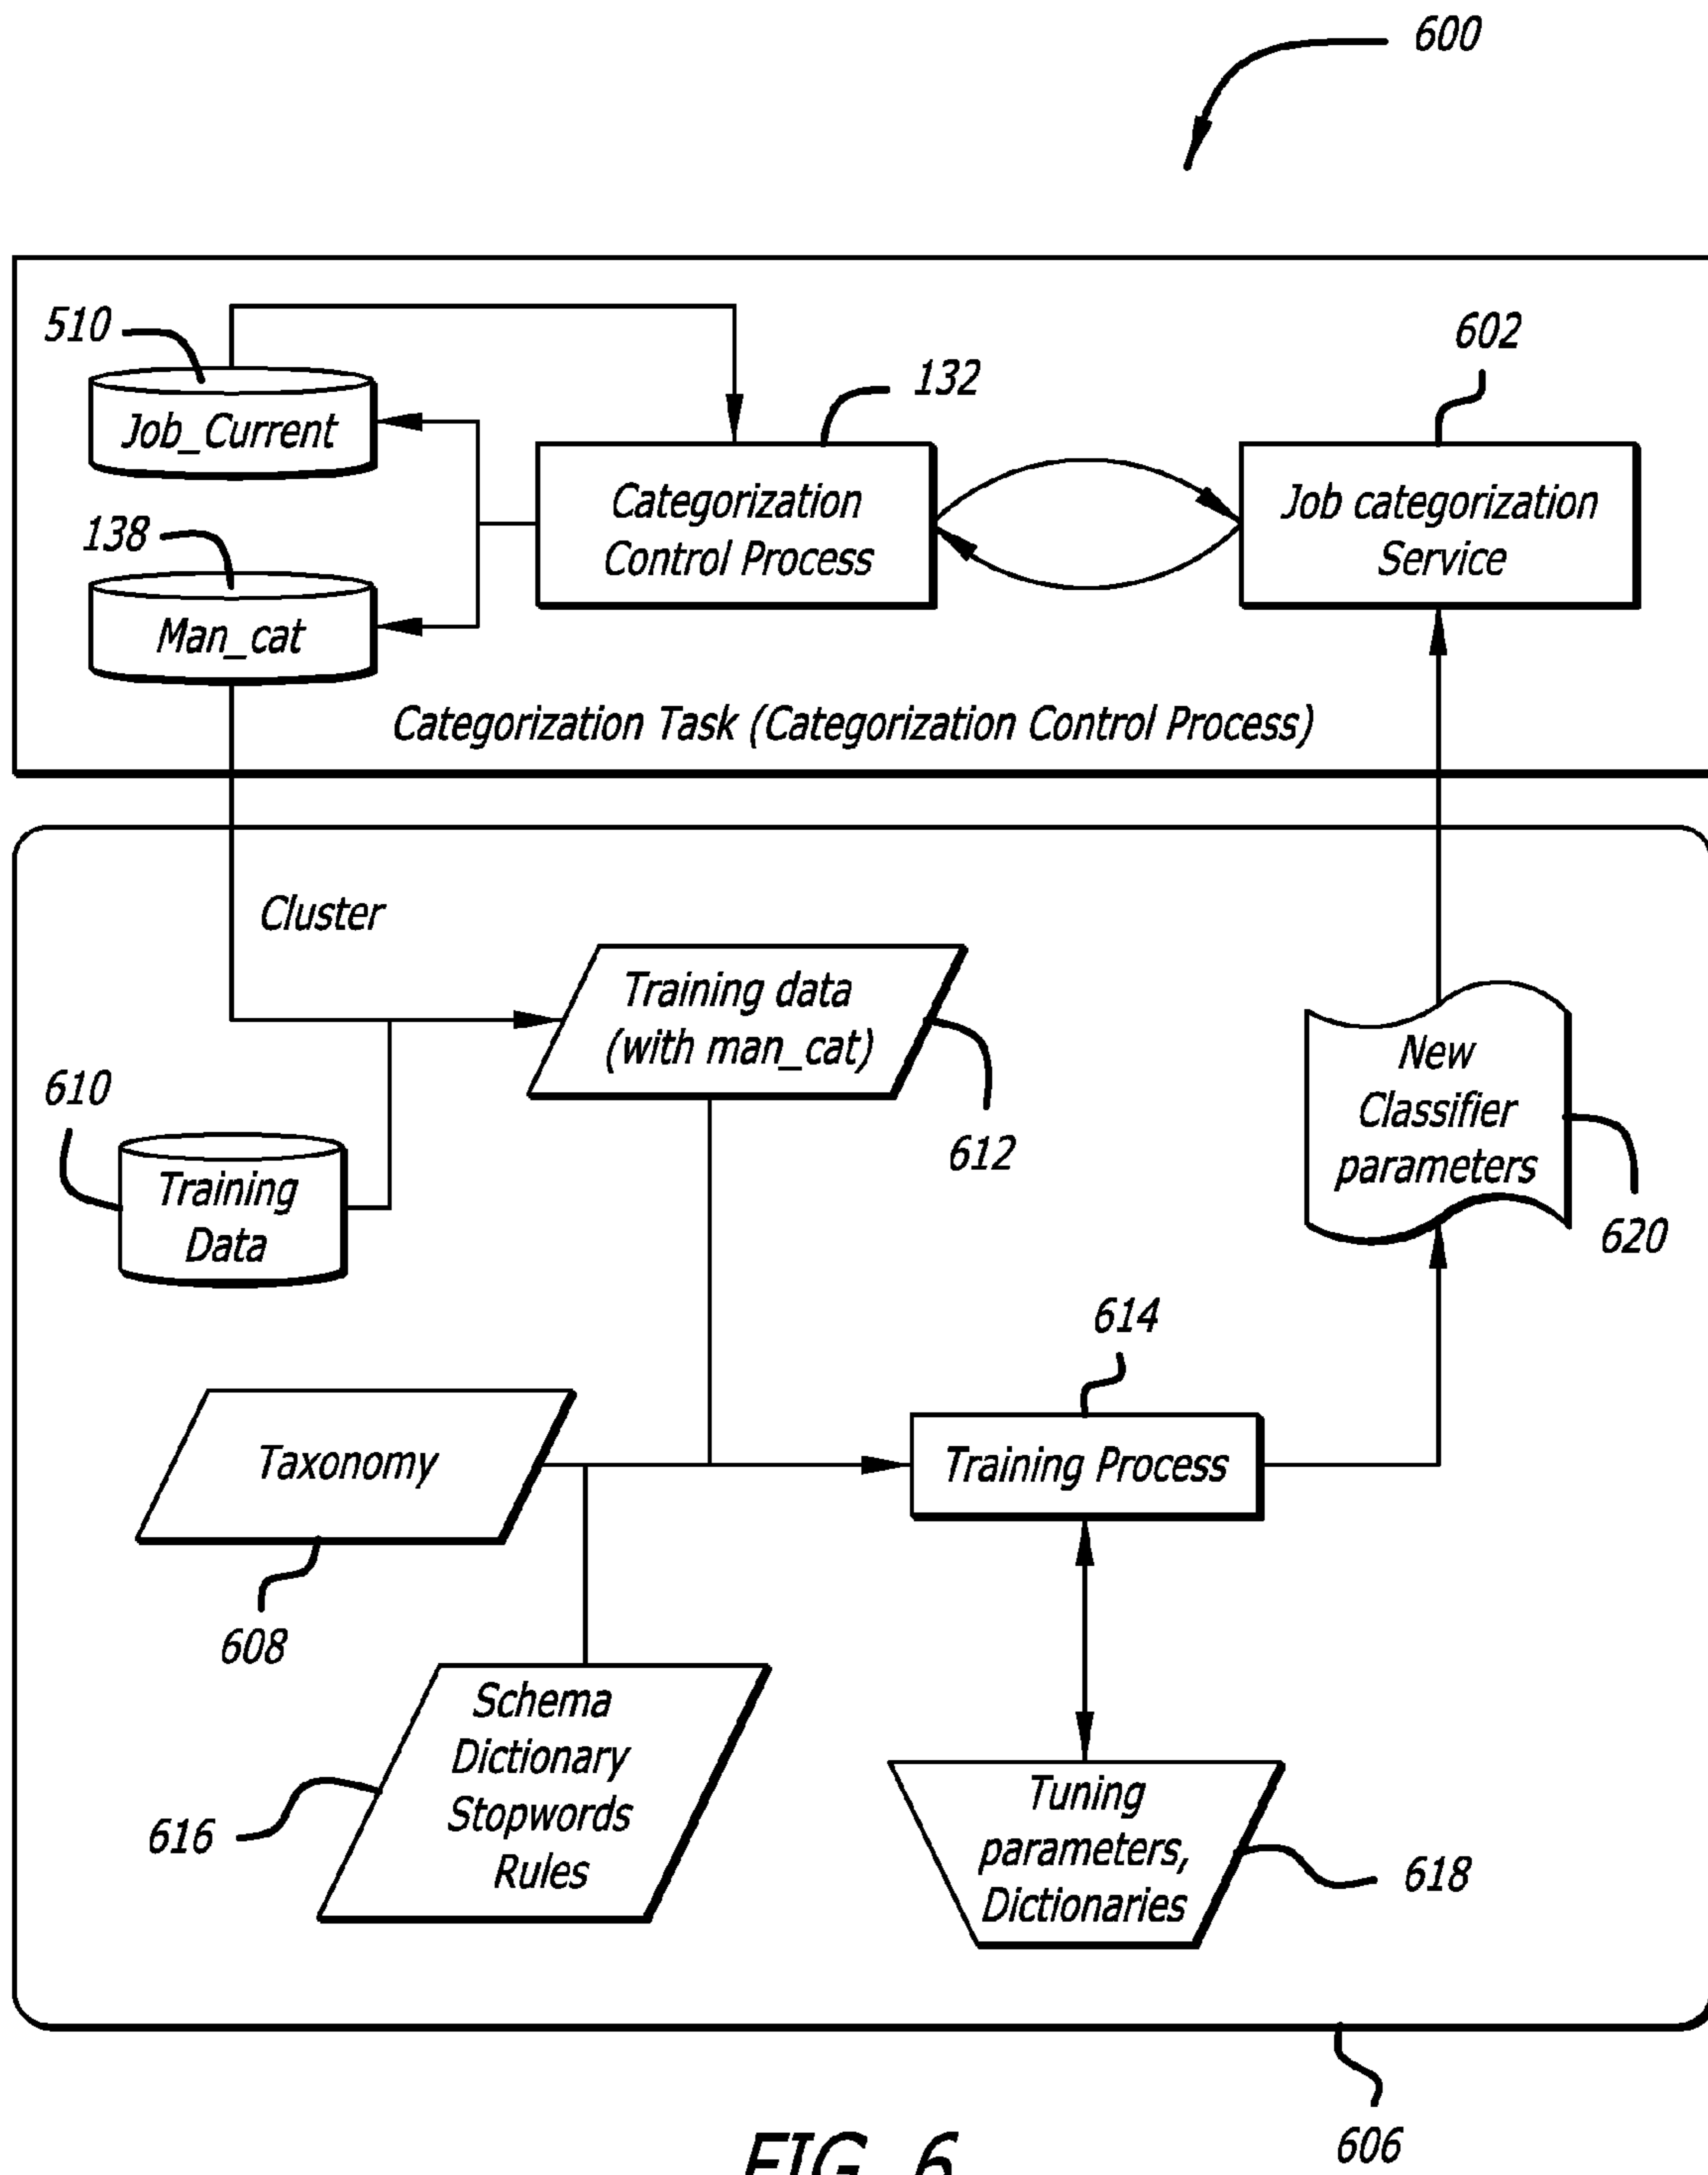 600
510
Job_Current
132
602
Categorization
Control Process
Job categorization
Service
138
Man_cat
Categorization Task (Categorization Control Process)
Cluster
Training data
(with man_cat)
612
610
Training
Data
New
Classifier
parameters
620
614
Taxonomy
Training Process
608
Schema
Dictionary
Stopwords
Rules
616
Tuning
parameters,
Dictionaries
618
606
FIG. 6